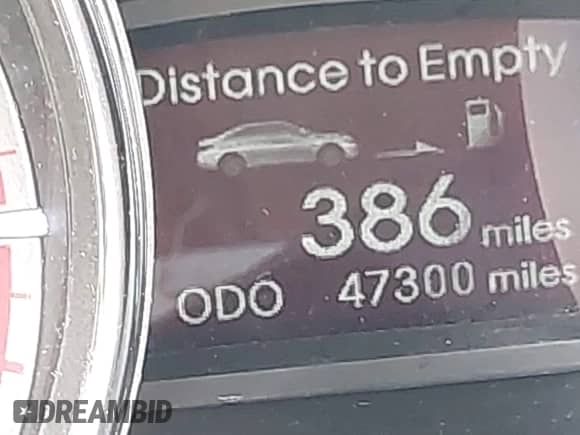 Distance to Empty
386 miles
ODO 47300 miles
DREAMBID